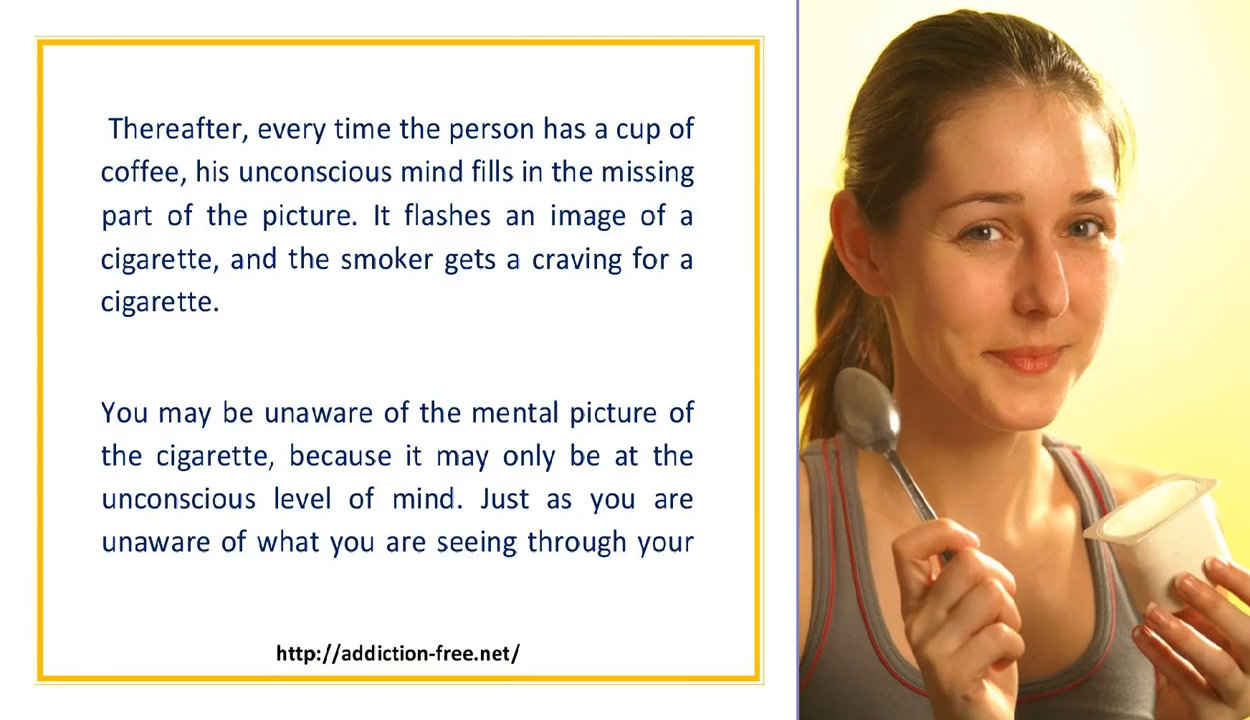 Thereafter, every time the person has a cup of
coffee, his unconscious mind fills in the missing
part of the picture. It flashes an image of a
cigarette, and the smoker gets a craving for a
cigarette.
You may be unaware of the mental picture of
the cigarette, because it may only be at the
unconscious level of mind. Just as you are
unaware of what you are seeing through your
http://addiction-free.net/